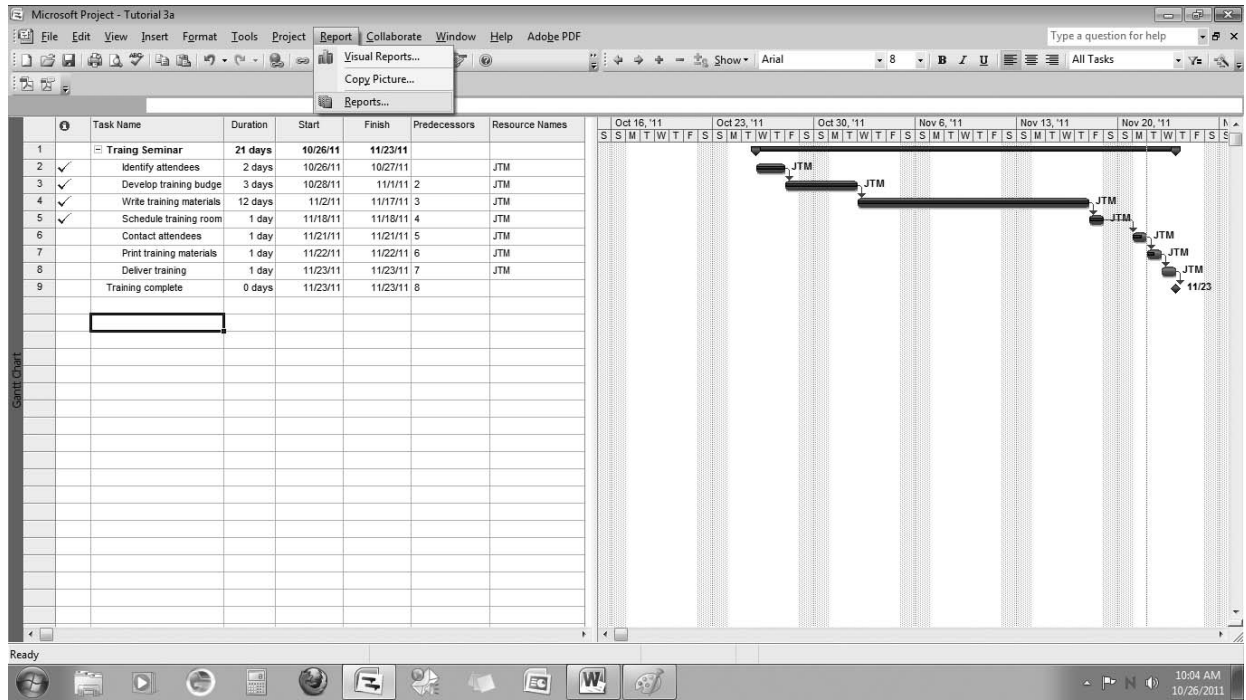 Microsoft Project - Tutorial 3a
File Edit View Insert Format Tools Project Report Collaborate Window Help Adobe PDF Type a question for help
Show Arial 8 B I U All Tasks
Visual Reports...
Copy Picture...
Reports...
Task Name Duration Start Finish Predecessors Resource Names Oct 16, '11 Oct 23, '11 Oct 30, '11 Nov 6, '11 Nov 13, '11 Nov 20, '11 N
S S M T W T F S S M T W T F S S M T W T F S S M T W T F S S M T W T F S S M T W T F S S
1 Traing Seminar 21 days 10/26/11 11/23/11
2 Identify attendees 2 days 10/26/11 10/27/11 JTM JTM
3 Develop training budge 3 days 10/28/11 11/1/11 2 JTM JTM
4 Write training materials 12 days 11/2/11 11/17/11 3 JTM JTM
5 Schedule training room 1 day 11/18/11 11/18/11 4 JTM JTM
6 Contact attendees 1 day 11/21/11 11/21/11 5 JTM JTM
7 Print training materials 1 day 11/22/11 11/22/11 6 JTM JTM
8 Deliver training 1 day 11/23/11 11/23/11 7 JTM JTM
9 Training complete 0 days 11/23/11 11/23/11 8 11/23
Gantt Chart
Ready
10:04 AM
10/26/2011